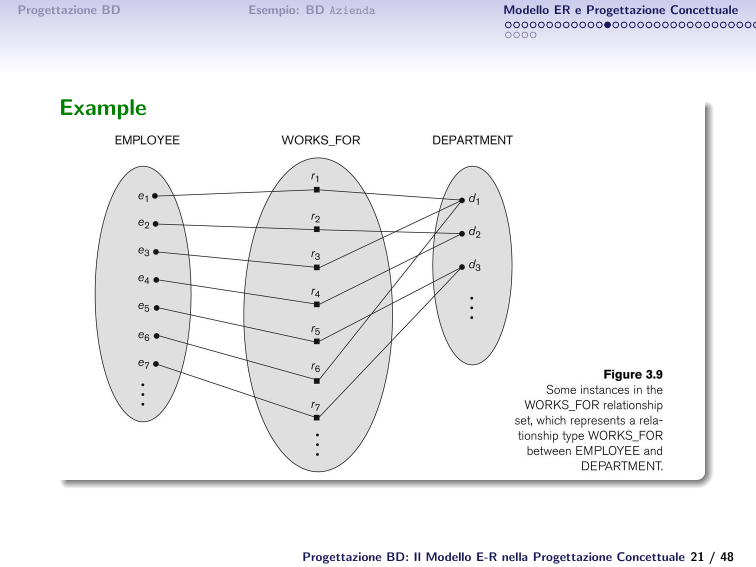 Progettazione BD
Esempio: BD Azienda
Modello ER e Progettazione Concettuale
Example
EMPLOYEE
WORKS_FOR
DEPARTMENT
e1
e2
e3
e4
e5
e6
e7
r1
r2
r3
r4
r5
r6
r7
d1
d2
d3
Figure 3.9
Some instances in the
WORKS_FOR relationship
set, which represents a rela-
tionship type WORKS_FOR
between EMPLOYEE and
DEPARTMENT.
Progettazione BD: Il Modello E-R nella Progettazione Concettuale 21 / 48